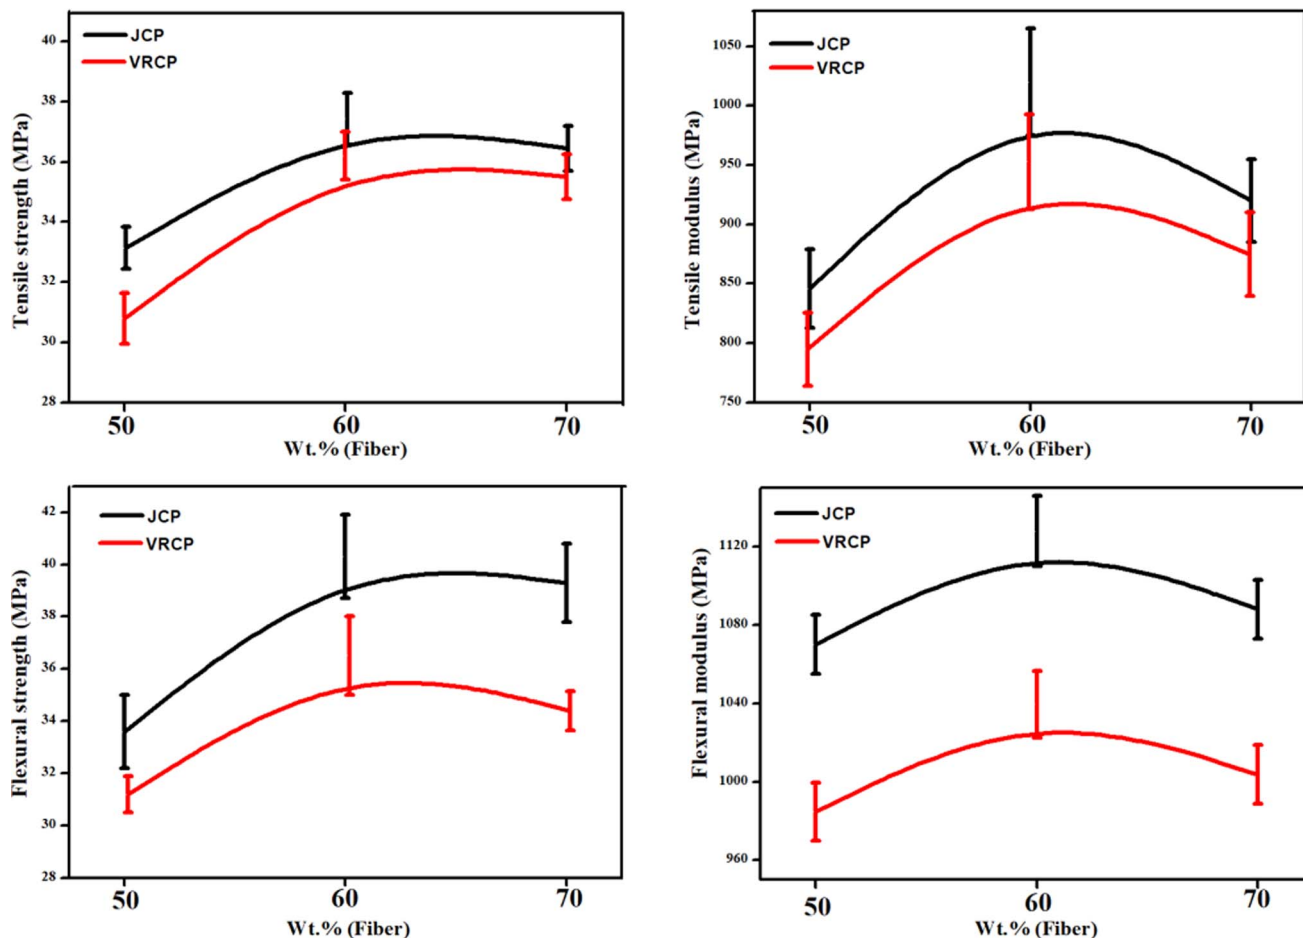 Tensile strength (MPa)
40
38
36
34
32
30
28
JCP
VRCP
50
60
70
Wt.% (Fiber)
Tensile modulus (MPa)
1050
1000
950
900
850
800
750
JCP
VRCP
50
60
70
Wt.% (Fiber)
Flexural strength (MPa)
42
40
38
36
34
32
30
28
JCP
VRCP
50
60
70
Wt.% (Fiber)
Flexural modulus (MPa)
1120
1080
1040
1000
960
JCP
VRCP
50
60
70
Wt.% (Fiber)